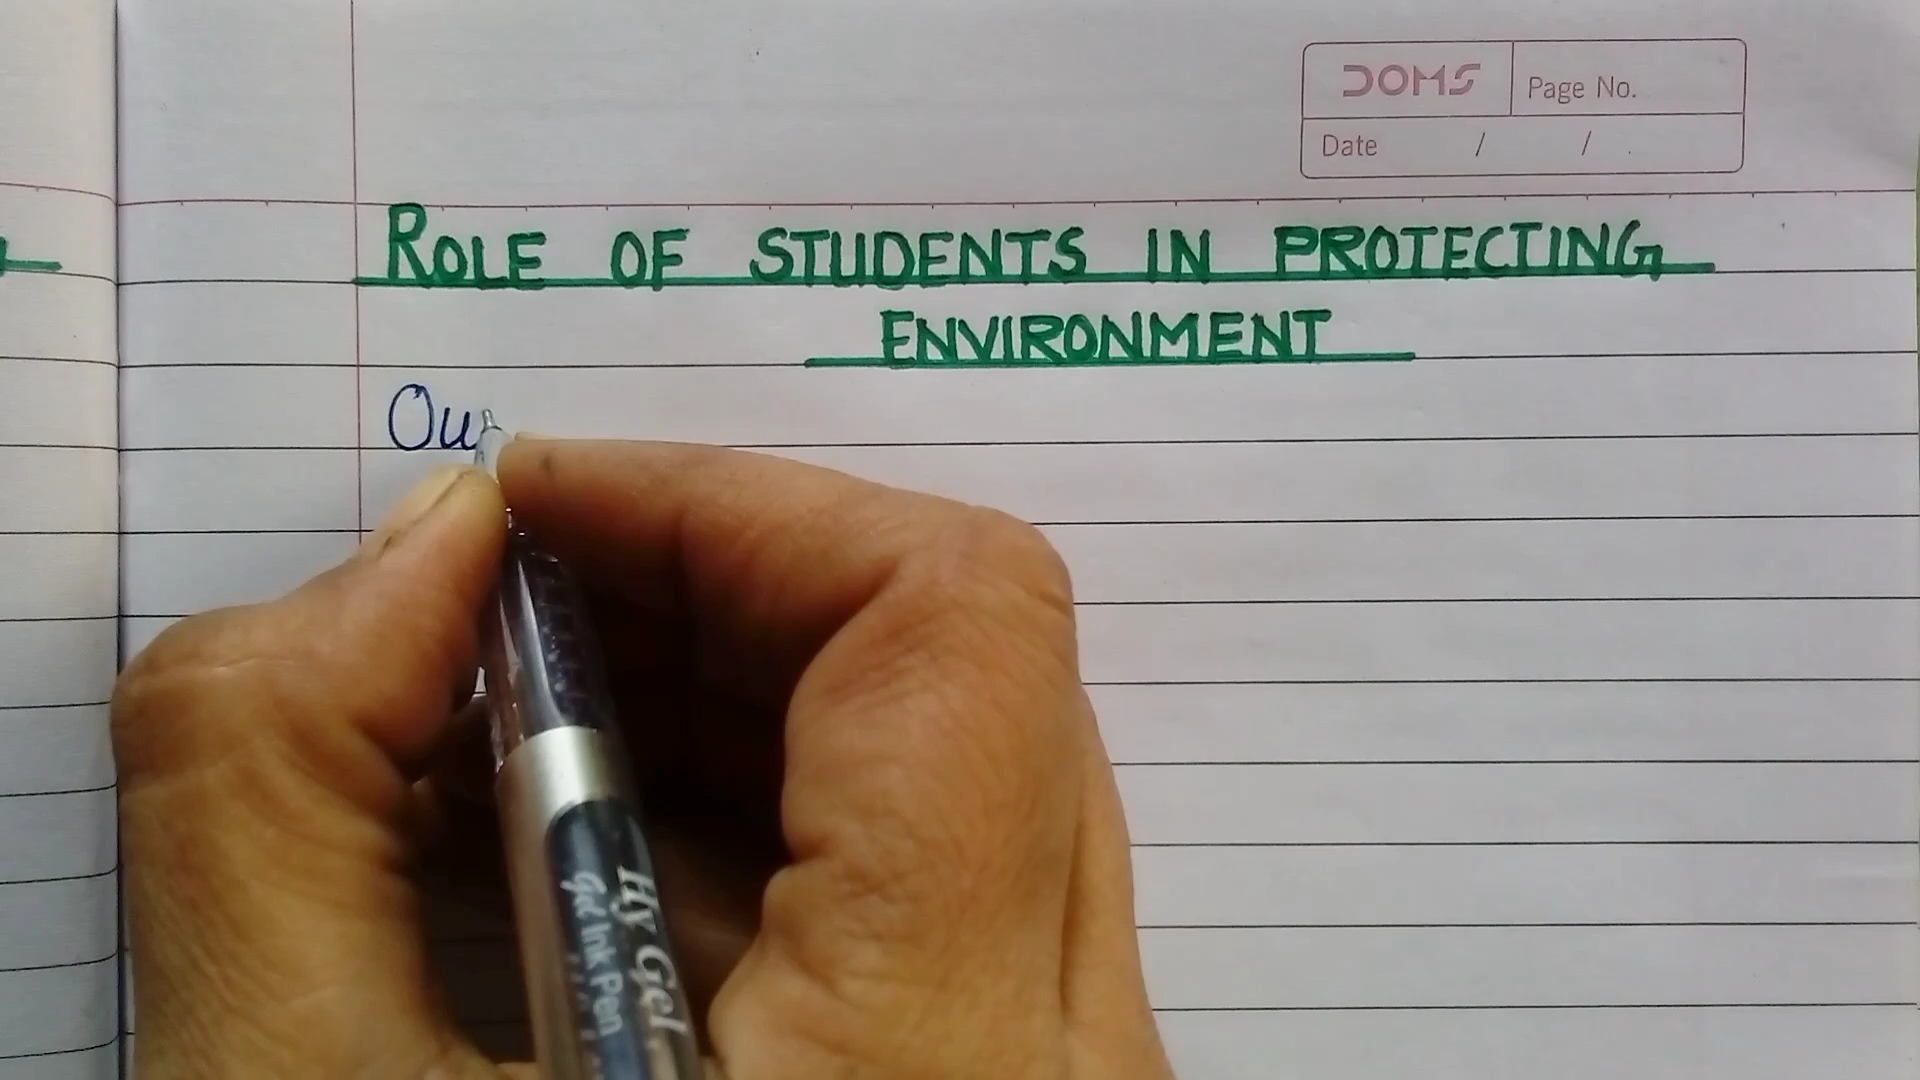 DOMS Page No.
Date / /
ROLE OF STUDENTS IN PROTECTING
ENVIRONMENT
Ou
Hy Gel
Gel Ink Pen